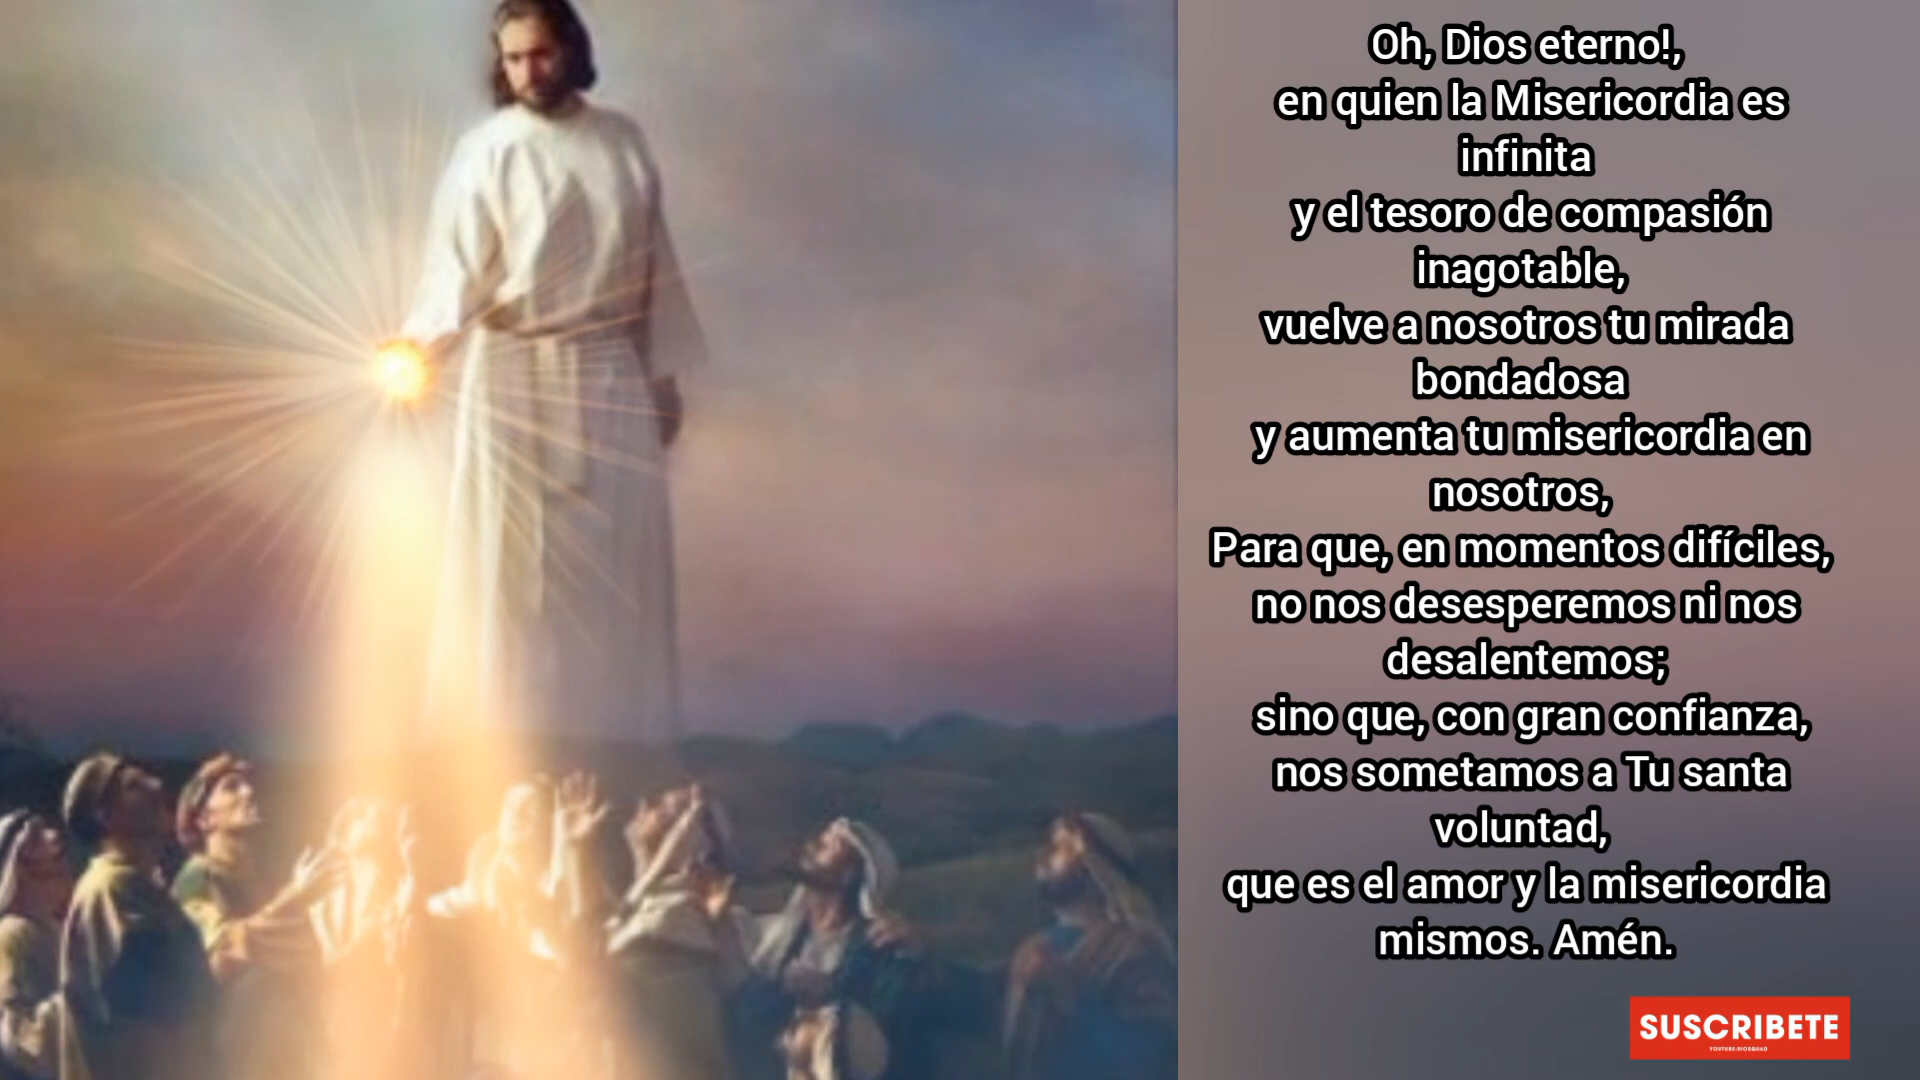 Oh, Dios eterno!,
en quien la Misericordia es
infinita
y el tesoro de compasión
inagotable,
vuelve a nosotros tu mirada
bondadosa
y aumenta tu misericordia en
nosotros,
Para que, en momentos difíciles,
no nos desesperemos ni nos
desalentemos;
sino que, con gran confianza,
nos sometamos a Tu santa
voluntad,
que es el amor y la misericordia
mismos. Amén.
SUSCRIBETE